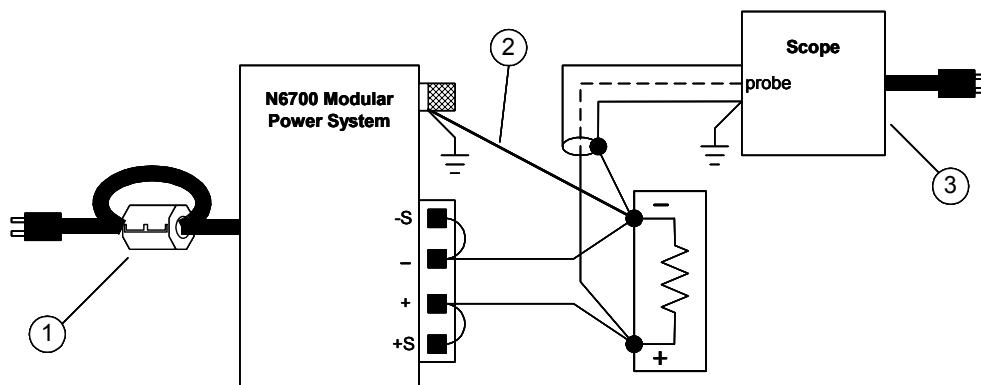 N6700 Modular
Power System
2
Scope
probe
3
-S
–
+
+S
–
+
1